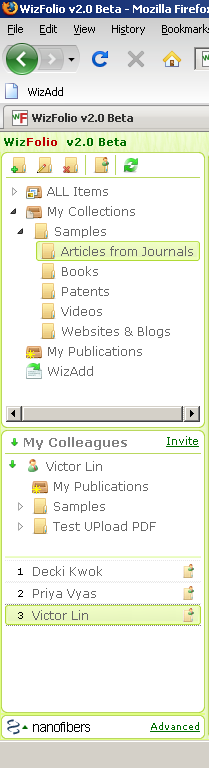 WizFolio v2.0 Beta - Mozilla Firefo
File Edit View History Bookmark
WizAdd
WizFolio v2.0 Beta
WizFolio v2.0 Beta
ALL Items
My Collections
Samples
Articles from Journals
Books
Patents
Videos
Websites & Blogs
My Publications
WizAdd
My Colleagues Invite
Victor Lin
My Publications
Samples
Test UPload PDF
1 Decki Kwok
2 Priya Vyas
3 Victor Lin
nanofibers Advanced